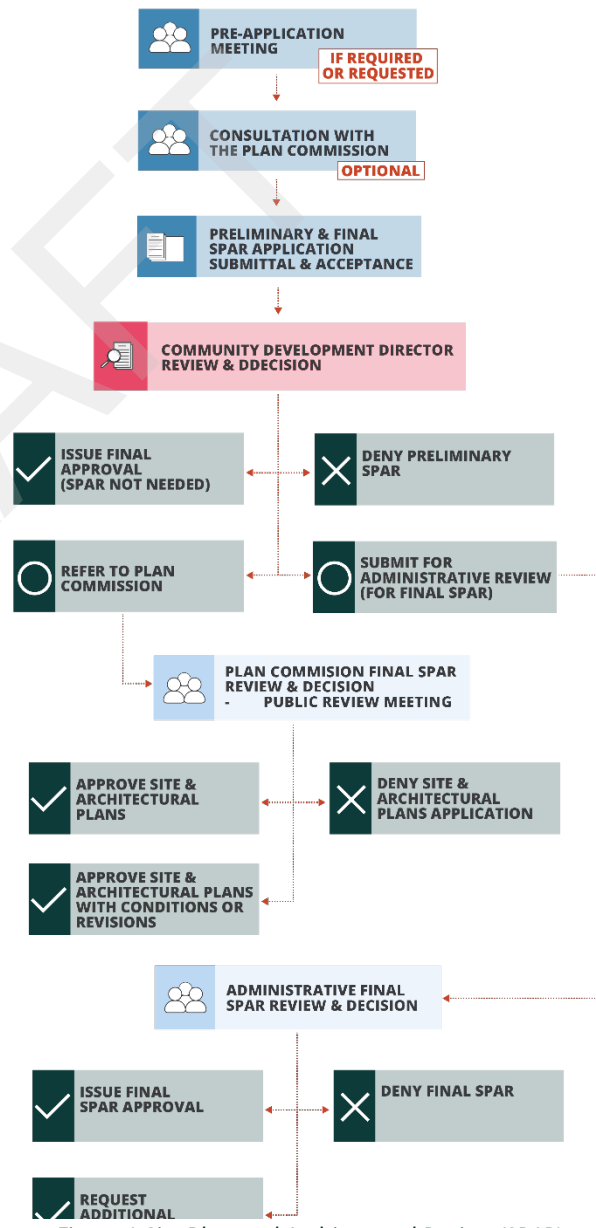 PRE-APPLICATION
MEETING
IF REQUIRED
OR REQUESTED
CONSULTATION WITH
THE PLAN COMMISSION
OPTIONAL
PRELIMINARY & FINAL
SPAR APPLICATION
SUBMITTAL & ACCEPTANCE
COMMUNITY DEVELOPMENT DIRECTOR
REVIEW & DDECISION
ISSUE FINAL
APPROVAL
(SPAR NOT NEEDED)
DENY PRELIMINARY
SPAR
REFER TO PLAN
COMMISSION
SUBMIT FOR
ADMINISTRATIVE REVIEW
(FOR FINAL SPAR)
PLAN COMMISION FINAL SPAR
REVIEW & DECISION
- PUBLIC REVIEW MEETING
APPROVE SITE &
ARCHITECTURAL
PLANS
DENY SITE &
ARCHITECTURAL
PLANS APPLICATION
APPROVE SITE &
ARCHITECTURAL PLANS
WITH CONDITIONS OR
REVISIONS
ADMINISTRATIVE FINAL
SPAR REVIEW & DECISION
ISSUE FINAL
SPAR APPROVAL
DENY FINAL SPAR
REQUEST
ADDITIONAL